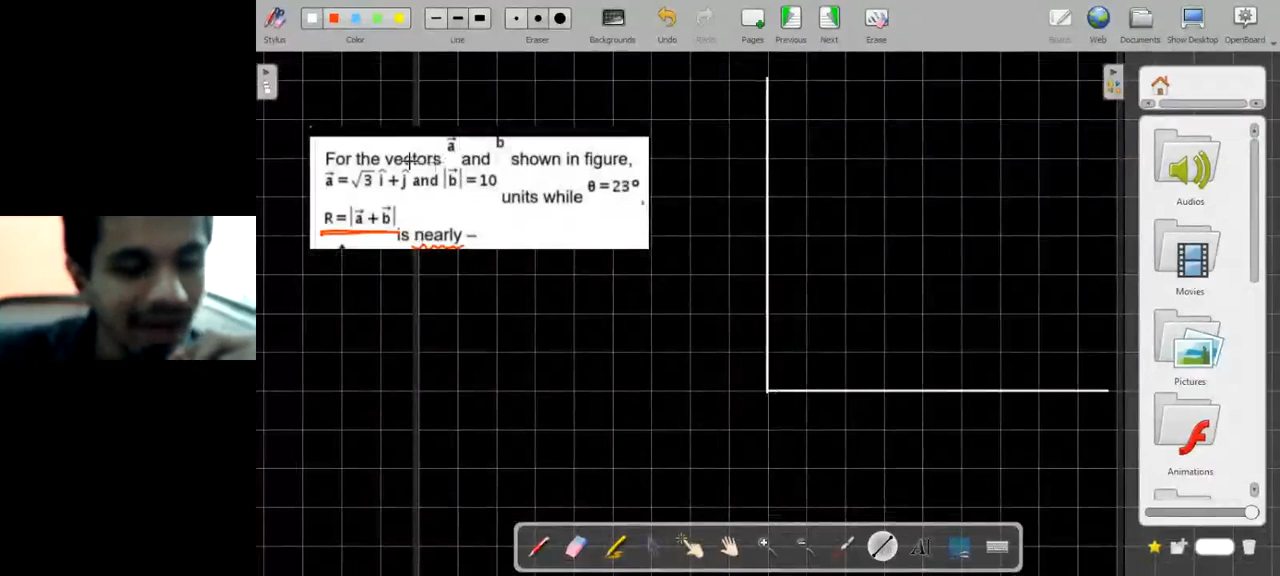 Stylus
Color
Line
Eraser
Backgrounds
Undo
Pages
Previous
Next
Erase
Board
Web
Documents
Show Desktop
OpenBoard
For the vectors a⃗ and b shown in figure,
a⃗ = √3 î + ĵ and |b⃗| = 10 units while θ = 23° ,
R = |a⃗ + b⃗|
is nearly –
Audios
Movies
Pictures
Animations
AI